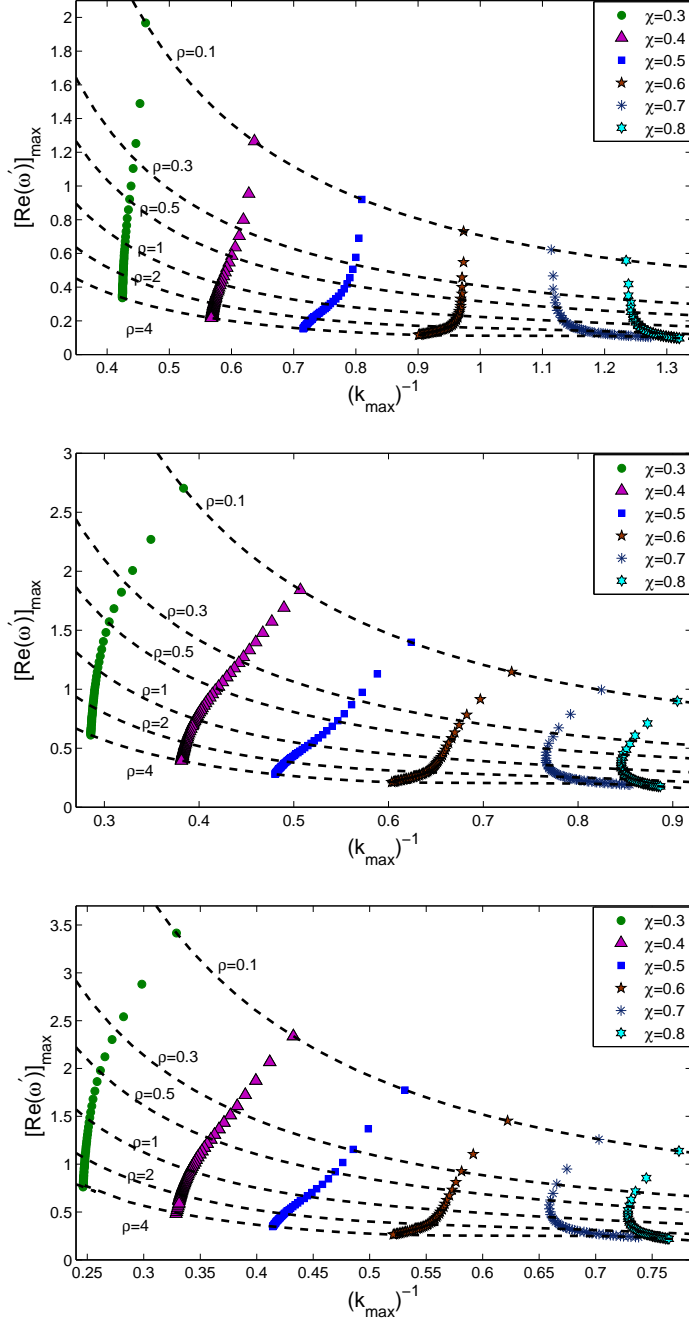 2
1.8
1.6
1.4
1.2
1
0.8
0.6
0.4
0.2
0
[Re(ω′)]max
ρ=0.1
ρ=0.3
ρ=0.5
ρ=1
ρ=2
ρ=4
χ=0.3
χ=0.4
χ=0.5
χ=0.6
χ=0.7
χ=0.8
0.4 0.5 0.6 0.7 0.8 0.9 1 1.1 1.2 1.3
(kmax)−1
3
2.5
2
1.5
1
0.5
0
[Re(ω′)]max
ρ=0.1
ρ=0.3
ρ=0.5
ρ=1
ρ=2
ρ=4
χ=0.3
χ=0.4
χ=0.5
χ=0.6
χ=0.7
χ=0.8
0.3 0.4 0.5 0.6 0.7 0.8 0.9
(kmax)−1
3.5
3
2.5
2
1.5
1
0.5
0
[Re(ω′)]max
ρ=0.1
ρ=0.3
ρ=0.5
ρ=1
ρ=2
ρ=4
χ=0.3
χ=0.4
χ=0.5
χ=0.6
χ=0.7
χ=0.8
0.25 0.3 0.35 0.4 0.45 0.5 0.55 0.6 0.65 0.7 0.75
(kmax)−1